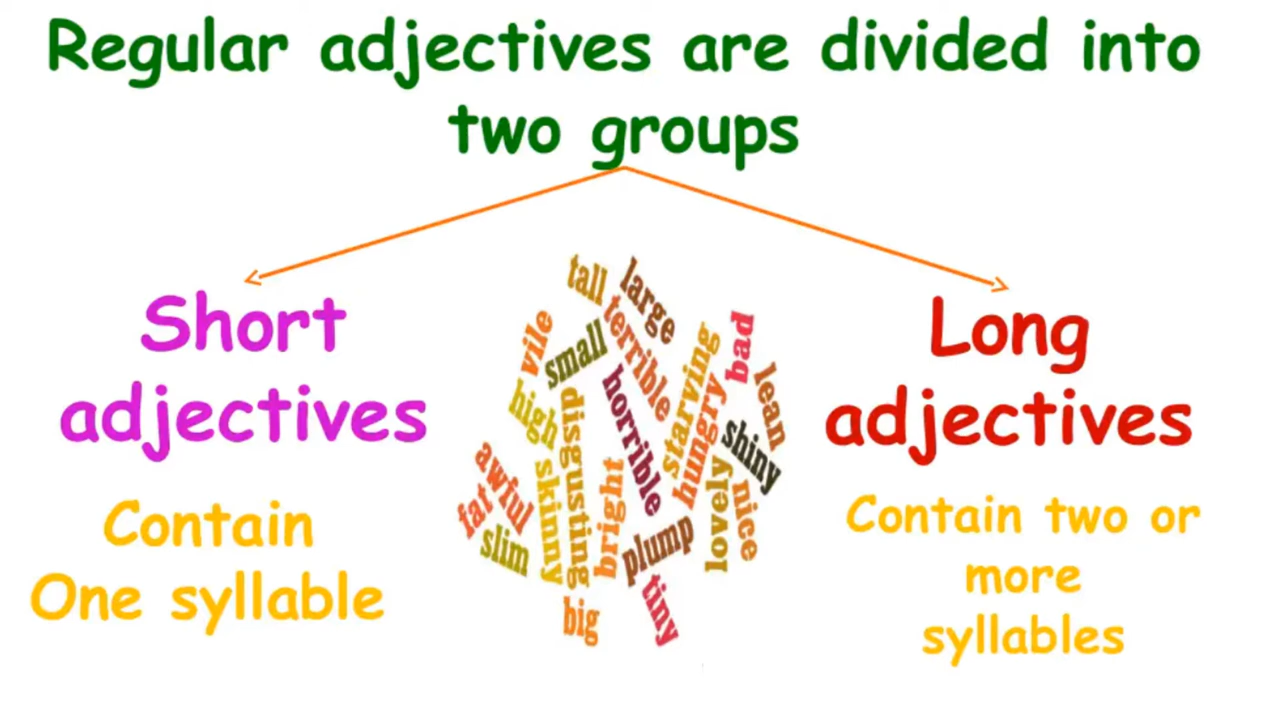 Regular adjectives are divided into
two groups
Short
adjectives
Contain
One syllable
tall
large
terrible
vile
small
bad
starving
lean
horrible
hungry
high
disgusting
shiny
awful
skinny
bright
lovely
nice
fat
slim
plump
tiny
big
Long
adjectives
Contain two or
more
syllables